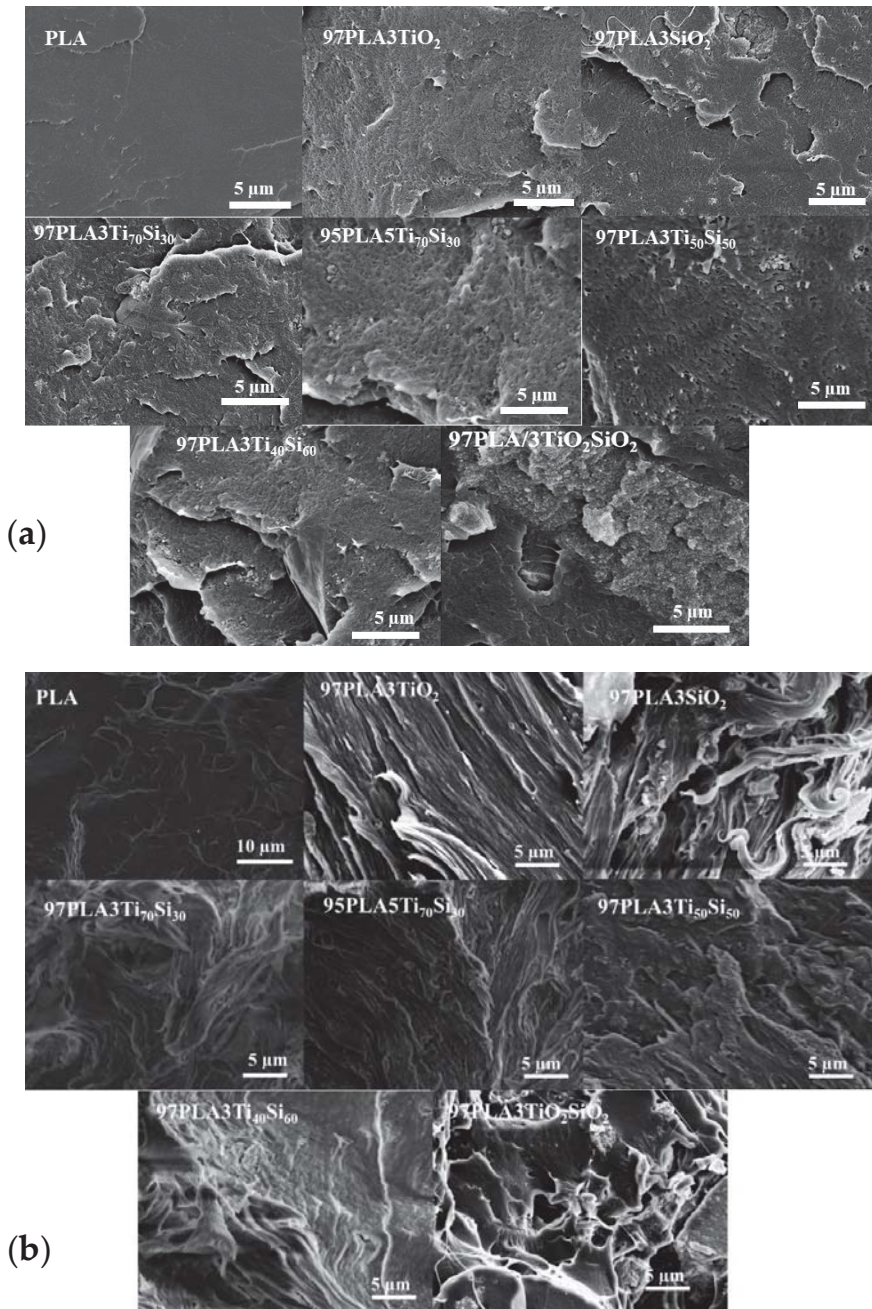 PLA
97PLA3TiO₂
97PLA3SiO₂
5 μm
5 μm
5 μm
97PLA3Ti₇₀Si₃₀
95PLA5Ti₇₀Si₃₀
97PLA3Ti₅₀Si₅₀
5 μm
5 μm
5 μm
97PLA3Ti₄₀Si₆₀
97PLA/3TiO₂SiO₂
(a)
5 μm
5 μm
PLA
97PLA3TiO₂
97PLA3SiO₂
10 μm
5 μm
5 μm
97PLA3Ti₇₀Si₃₀
95PLA5Ti₇₀Si₃₀
97PLA3Ti₅₀Si₅₀
5 μm
5 μm
5 μm
97PLA3Ti₄₀Si₆₀
97PLA3TiO₂SiO₂
(b)
5 μm
5 μm